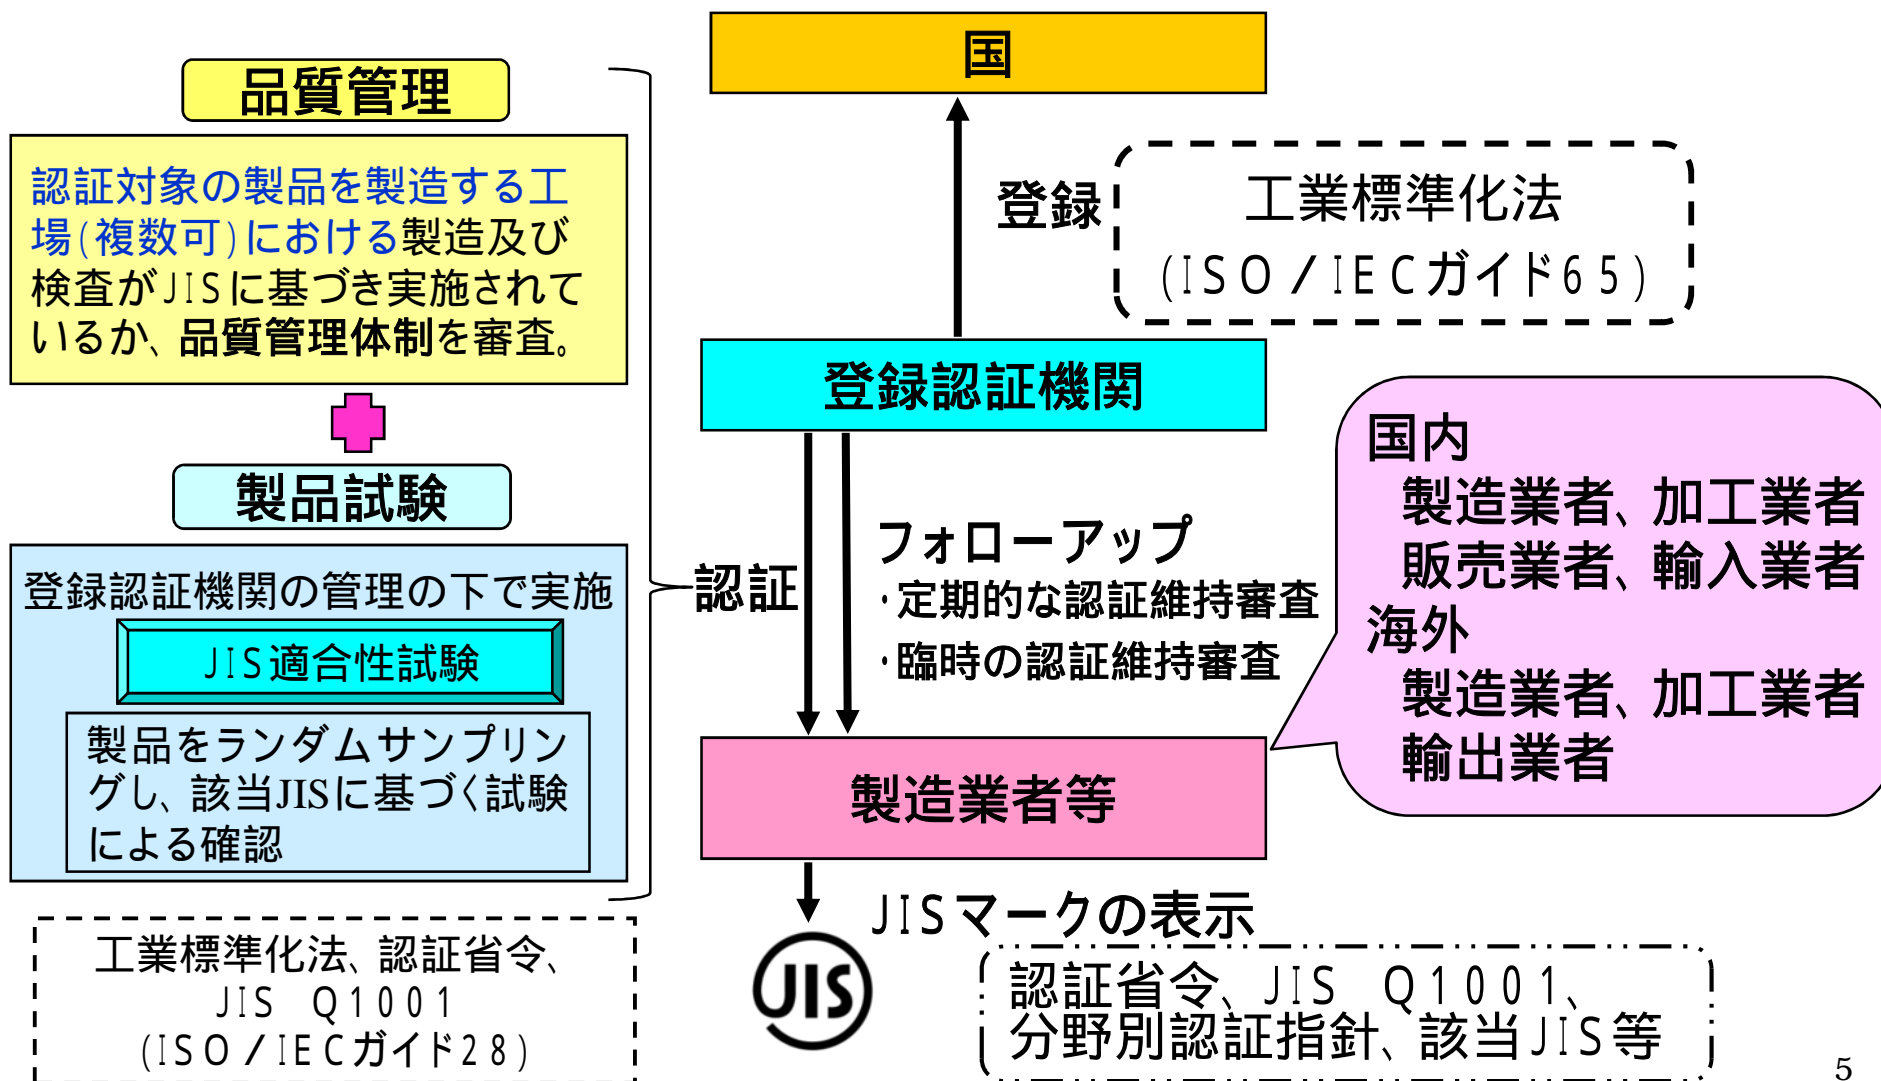 国
品質管理
認証対象の製品を製造する工
場(複数可)における製造及び
検査がJISに基づき実施されて
いるか、品質管理体制を審査。
登録
工業標準化法
(ISO/IECガイド65)
登録認証機関
製品試験
登録認証機関の管理の下で実施
JIS適合性試験
製品をランダムサンプリン
グし、該当JISに基づく試験
による確認
認証
フォローアップ
・定期的な認証維持審査
・臨時の認証維持審査
国内
製造業者、加工業者
販売業者、輸入業者
海外
製造業者、加工業者
輸出業者
製造業者等
JISマークの表示
JIS
工業標準化法、認証省令、
JIS Q1001
(ISO/IECガイド28)
認証省令、JIS Q1001、
分野別認証指針、該当JIS等
5